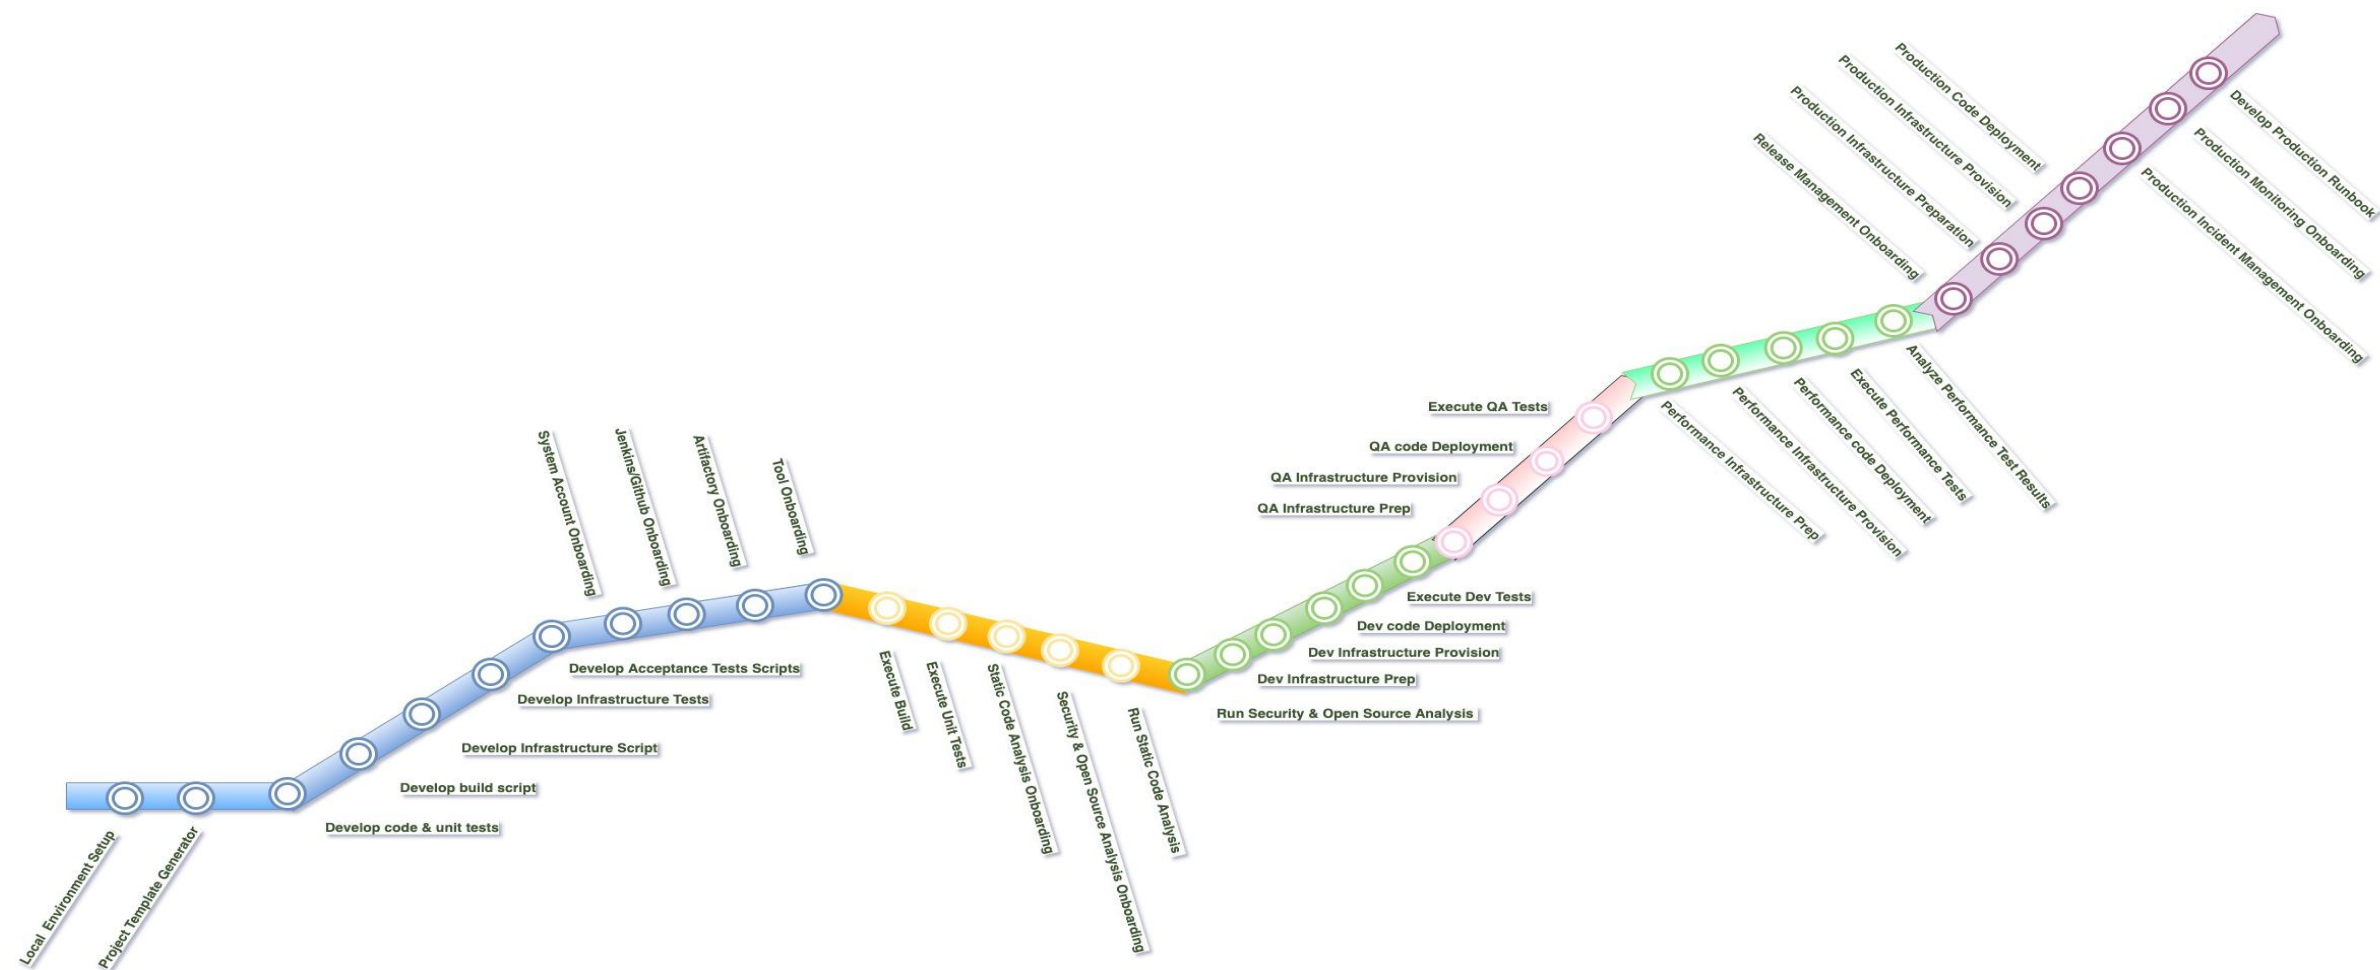 Local Environment Setup
Project Template Generator
Develop code & unit tests
Develop build script
Develop Infrastructure Script
Develop Infrastructure Tests
Develop Acceptance Tests Scripts
System Account Onboarding
Jenkins/Github Onboarding
Artifactory Onboarding
Tool Onboarding
Execute Build
Execute Unit Tests
Static Code Analysis Onboarding
Security & Open Source Analysis Onboarding
Run Static Code Analysis
Run Security & Open Source Analysis
Dev Infrastructure Prep
Dev Infrastructure Provision
Dev code Deployment
Execute Dev Tests
QA Infrastructure Prep
QA Infrastructure Provision
QA code Deployment
Execute QA Tests
Performance Infrastructure Prep
Performance Infrastructure Provision
Performance code Deployment
Execute Performance Tests
Analyze Performance Test Results
Release Management Onboarding
Production Infrastructure Preparation
Production Infrastructure Provision
Production Code Deployment
Production Incident Management Onboarding
Production Monitoring Onboarding
Develop Production Runbook